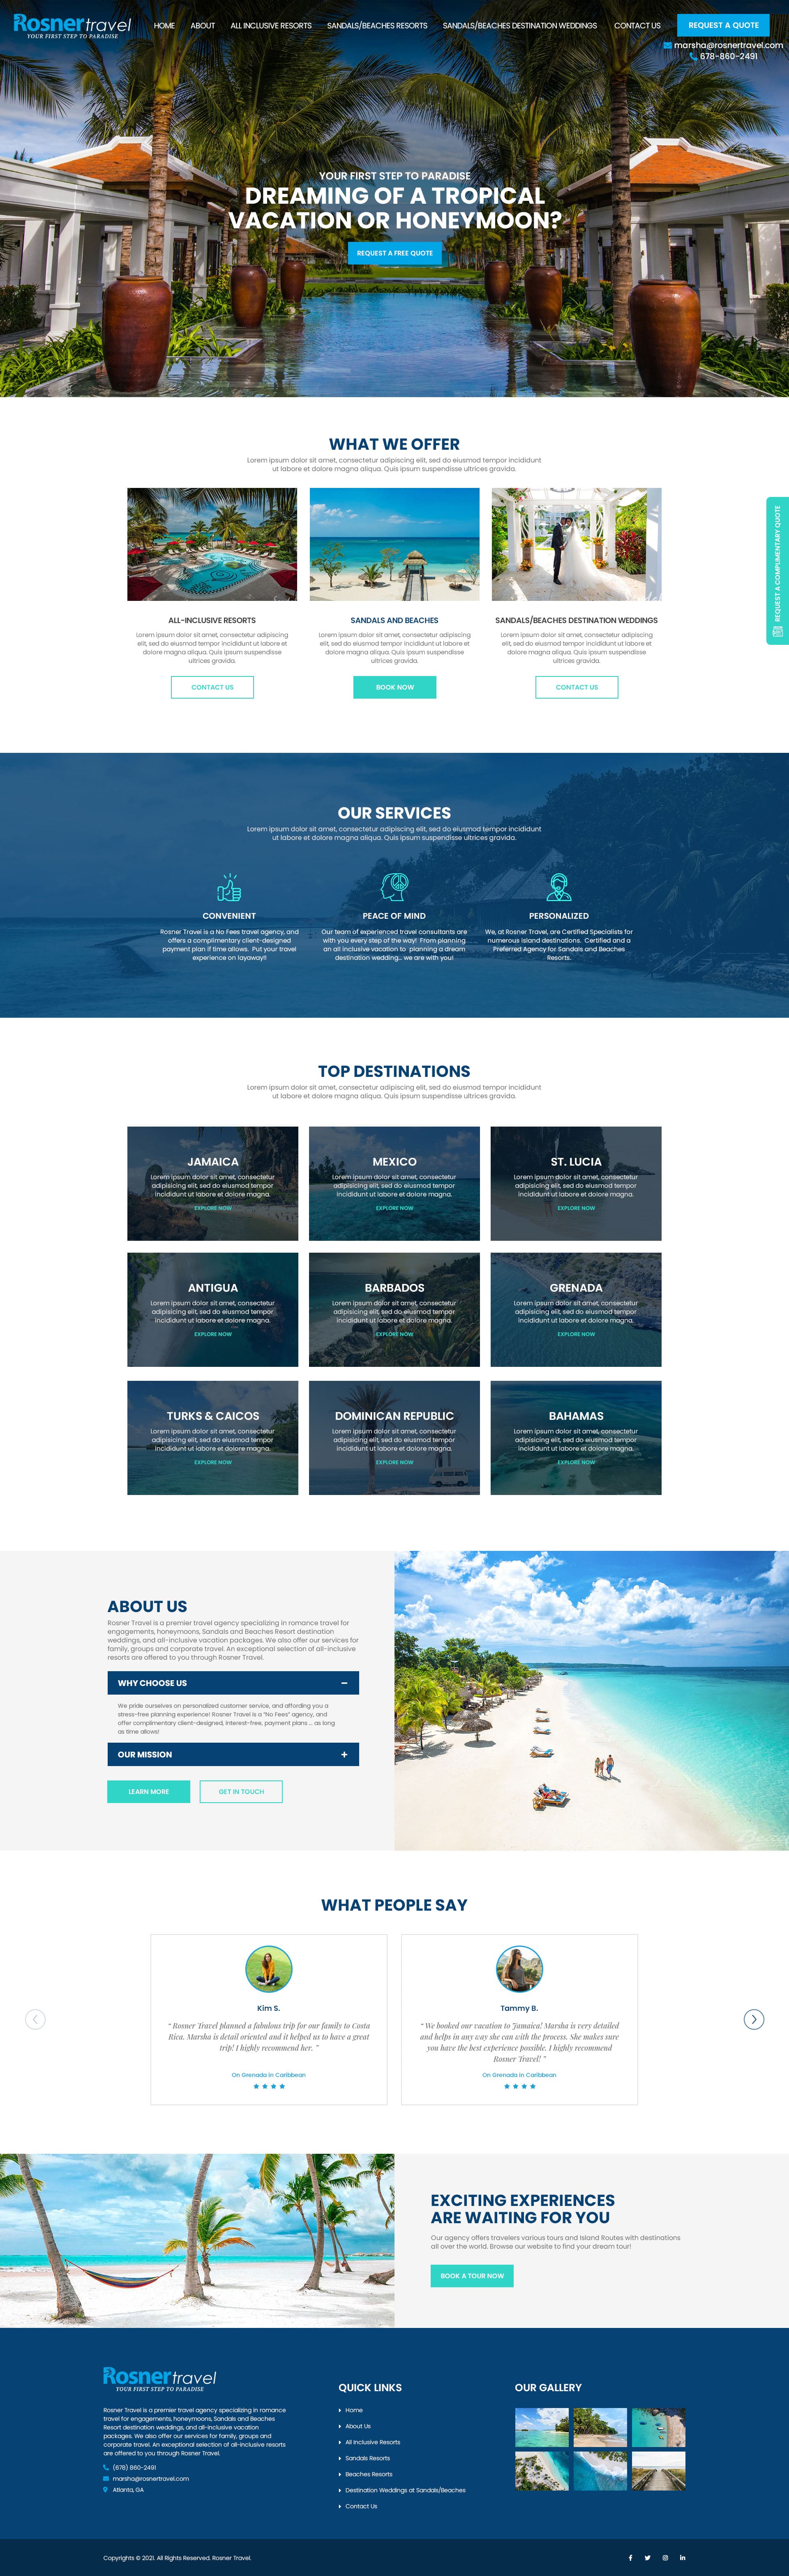 Rosner travel
YOUR FIRST STEP TO PARADISE
HOME
ABOUT
ALL INCLUSIVE RESORTS
SANDALS/BEACHES RESORTS
SANDALS/BEACHES DESTINATION WEDDINGS
CONTACT US
REQUEST A QUOTE
marsha@rosnertravel.com
678-860-2491
YOUR FIRST STEP TO PARADISE
DREAMING OF A TROPICAL
VACATION OR HONEYMOON?
REQUEST A FREE QUOTE
WHAT WE OFFER
Lorem ipsum dolor sit amet, consectetur adipiscing elit, sed do eiusmod tempor incididunt
ut labore et dolore magna aliqua. Quis ipsum suspendisse ultrices gravida.
REQUEST A COMPLIMENTARY QUOTE
ALL-INCLUSIVE RESORTS
Lorem ipsum dolor sit amet, consectetur adipiscing
elit, sed do eiusmod tempor incididunt ut labore et
dolore magna aliqua. Quis ipsum suspendisse
ultrices gravida.
CONTACT US
SANDALS AND BEACHES
Lorem ipsum dolor sit amet, consectetur adipiscing
elit, sed do eiusmod tempor incididunt ut labore et
dolore magna aliqua. Quis ipsum suspendisse
ultrices gravida.
BOOK NOW
SANDALS/BEACHES DESTINATION WEDDINGS
Lorem ipsum dolor sit amet, consectetur adipiscing
elit, sed do eiusmod tempor incididunt ut labore et
dolore magna aliqua. Quis ipsum suspendisse
ultrices gravida.
CONTACT US
OUR SERVICES
Lorem ipsum dolor sit amet, consectetur adipiscing elit, sed do eiusmod tempor incididunt
ut labore et dolore magna aliqua. Quis ipsum suspendisse ultrices gravida.
CONVENIENT
Rosner Travel is a No Fees travel agency, and
offers a complimentary client-designed
payment plan if time allows. Put your travel
experience on layaway!!
PEACE OF MIND
Our team of experienced travel consultants are
with you every step of the way! From planning
an all inclusive vacation to planning a dream
destination wedding... we are with you!
PERSONALIZED
We, at Rosner Travel, are Certified Specialists for
numerous island destinations. Certified and a
Preferred Agency for Sandals and Beaches
Resorts.
TOP DESTINATIONS
Lorem ipsum dolor sit amet, consectetur adipiscing elit, sed do eiusmod tempor incididunt
ut labore et dolore magna aliqua. Quis ipsum suspendisse ultrices gravida.
JAMAICA
Lorem ipsum dolor sit amet, consectetur
adipisicing elit, sed do eiusmod tempor
incididunt ut labore et dolore magna.
EXPLORE NOW
MEXICO
Lorem ipsum dolor sit amet, consectetur
adipisicing elit, sed do eiusmod tempor
incididunt ut labore et dolore magna.
EXPLORE NOW
ST. LUCIA
Lorem ipsum dolor sit amet, consectetur
adipisicing elit, sed do eiusmod tempor
incididunt ut labore et dolore magna.
EXPLORE NOW
ANTIGUA
Lorem ipsum dolor sit amet, consectetur
adipisicing elit, sed do eiusmod tempor
incididunt ut labore et dolore magna.
EXPLORE NOW
BARBADOS
Lorem ipsum dolor sit amet, consectetur
adipisicing elit, sed do eiusmod tempor
incididunt ut labore et dolore magna.
EXPLORE NOW
GRENADA
Lorem ipsum dolor sit amet, consectetur
adipisicing elit, sed do eiusmod tempor
incididunt ut labore et dolore magna.
EXPLORE NOW
TURKS & CAICOS
Lorem ipsum dolor sit amet, consectetur
adipisicing elit, sed do eiusmod tempor
incididunt ut labore et dolore magna.
EXPLORE NOW
DOMINICAN REPUBLIC
Lorem ipsum dolor sit amet, consectetur
adipisicing elit, sed do eiusmod tempor
incididunt ut labore et dolore magna.
EXPLORE NOW
BAHAMAS
Lorem ipsum dolor sit amet, consectetur
adipisicing elit, sed do eiusmod tempor
incididunt ut labore et dolore magna.
EXPLORE NOW
ABOUT US
Rosner Travel is a premier travel agency specializing in romance travel for
engagements, honeymoons, Sandals and Beaches Resort destination
weddings, and all-inclusive vacation packages. We also offer our services for
family, groups and corporate travel. An exceptional selection of all-inclusive
resorts are offered to you through Rosner Travel.
WHY CHOOSE US
We pride ourselves on personalized customer service, and affording you a
stress-free planning experience! Rosner Travel is a "No Fees" agency, and
offer complimentary client-designed, interest-free, payment plans ... as long
as time allows!
OUR MISSION
LEARN MORE
GET IN TOUCH
WHAT PEOPLE SAY
Kim S.
" Rosner Travel planned a fabulous trip for our family to Costa
Rica. Marsha is detail oriented and it helped us to have a great
trip! I highly recommend her. "
On Grenada in Caribbean
Tammy B.
" We booked our vacation to Jamaica! Marsha is very detailed
and helps in any way she can with the process. She makes sure
you have the best experience possible. I highly recommend
Rosner Travel! "
On Grenada in Caribbean
EXCITING EXPERIENCES
ARE WAITING FOR YOU
Our agency offers travelers various tours and Island Routes with destinations
all over the world. Browse our website to find your dream tour!
BOOK A TOUR NOW
Rosner travel
YOUR FIRST STEP TO PARADISE
Rosner Travel is a premier travel agency specializing in romance
travel for engagements, honeymoons, Sandals and Beaches
Resort destination weddings, and all-inclusive vacation
packages. We also offer our services for family, groups and
corporate travel. An exceptional selection of all-inclusive resorts
are offered to you through Rosner Travel.
(678) 860-2491
marsha@rosnertravel.com
Atlanta, GA
QUICK LINKS
Home
About Us
All Inclusive Resorts
Sandals Resorts
Beaches Resorts
Destination Weddings at Sandals/Beaches
Contact Us
OUR GALLERY
Copyrights © 2021. All Rights Reserved. Rosner Travel.